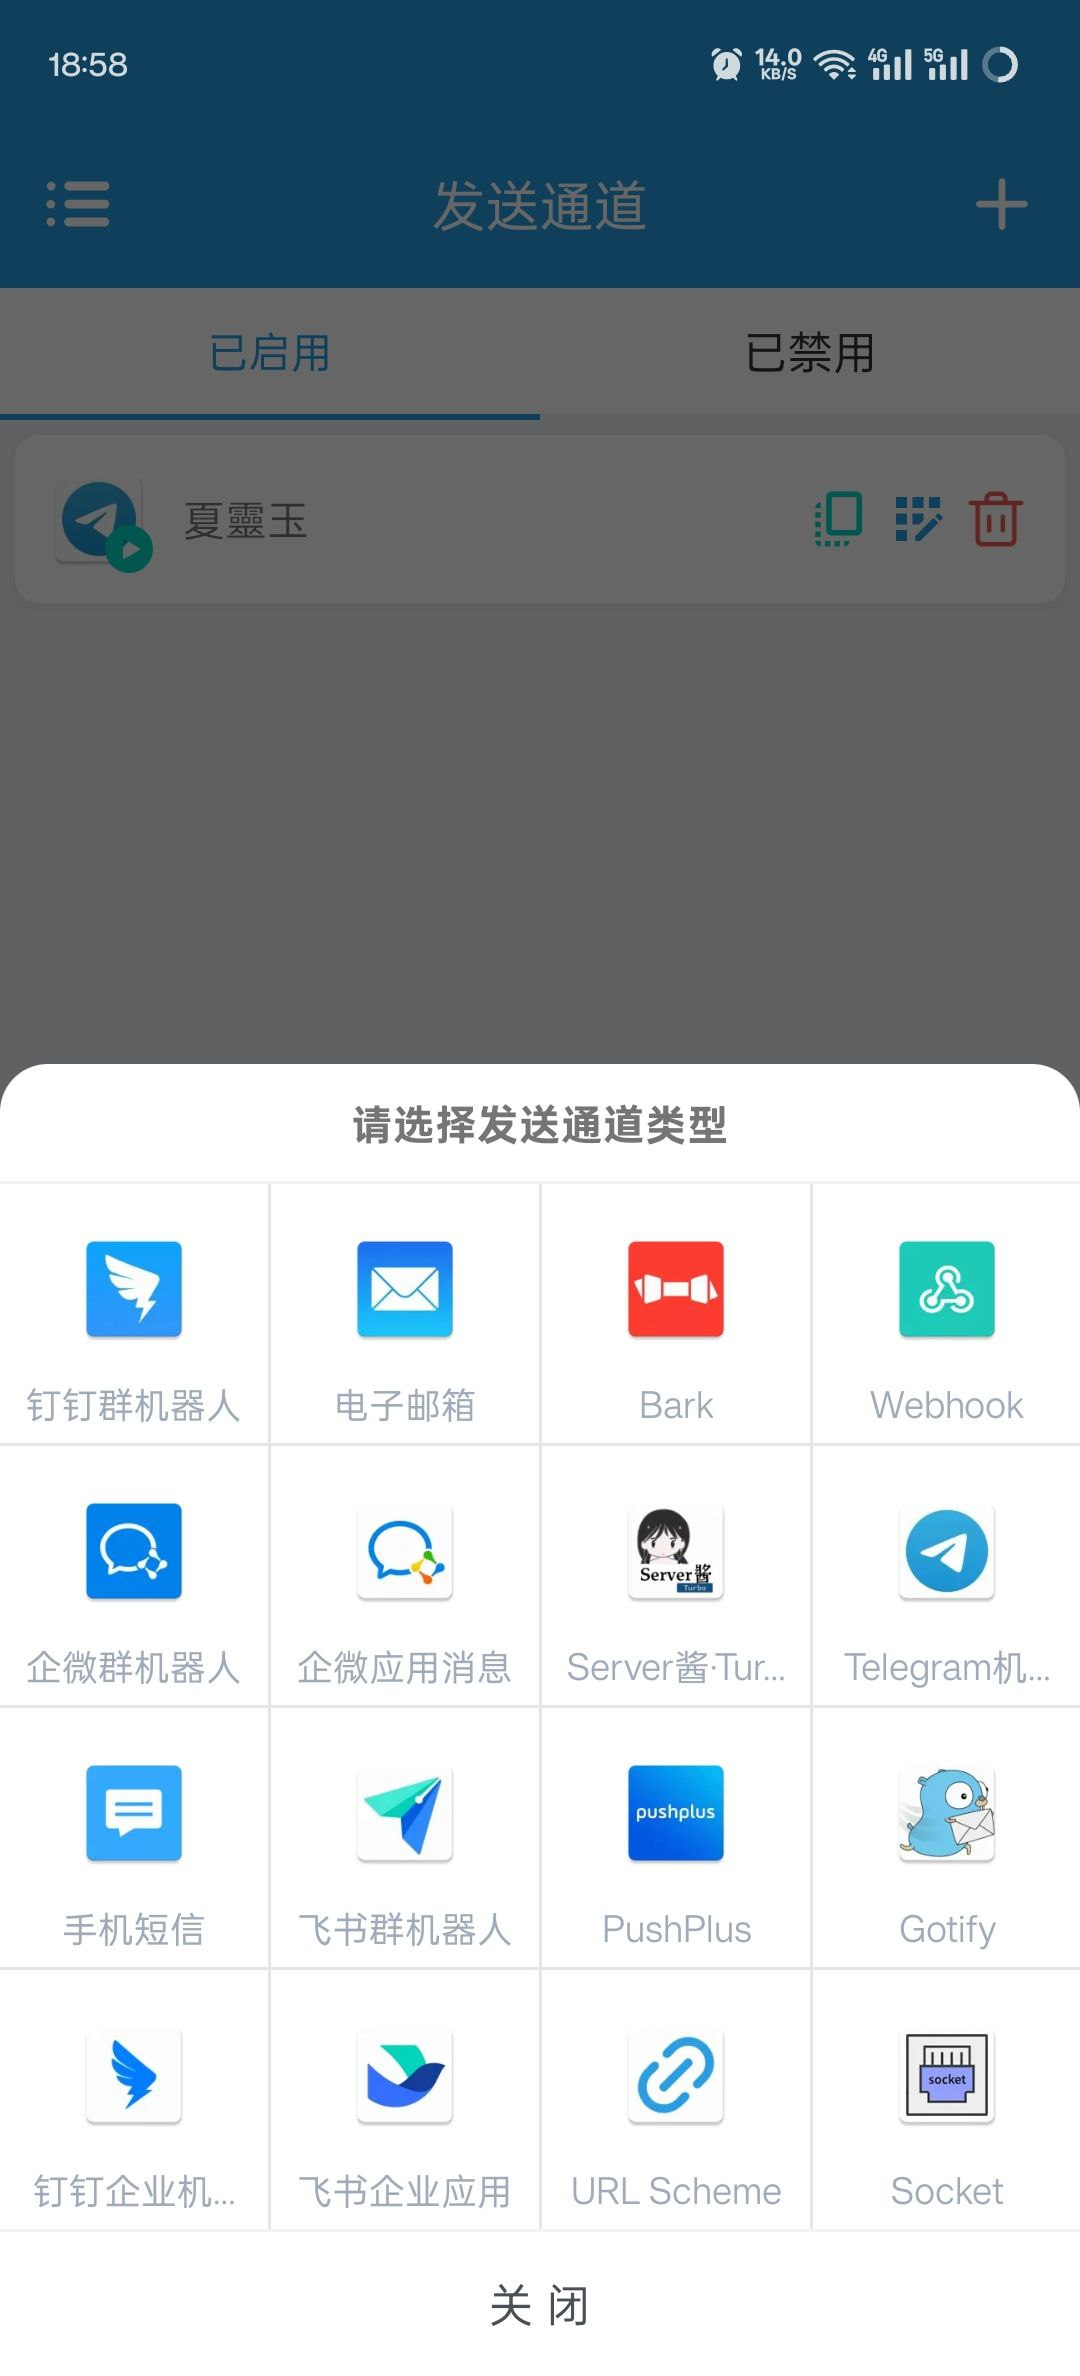 18:58
14.0 KB/S 4G 5G
发送通道
已启用 已禁用
夏靈玉
请选择发送通道类型
钉钉群机器人 电子邮箱 Bark Webhook
Server酱
Turbo
企微群机器人 企微应用消息 Server酱·Tur... Telegram机...
pushplus
手机短信 飞书群机器人 PushPlus Gotify
socket
钉钉企业机... 飞书企业应用 URL Scheme Socket
关 闭